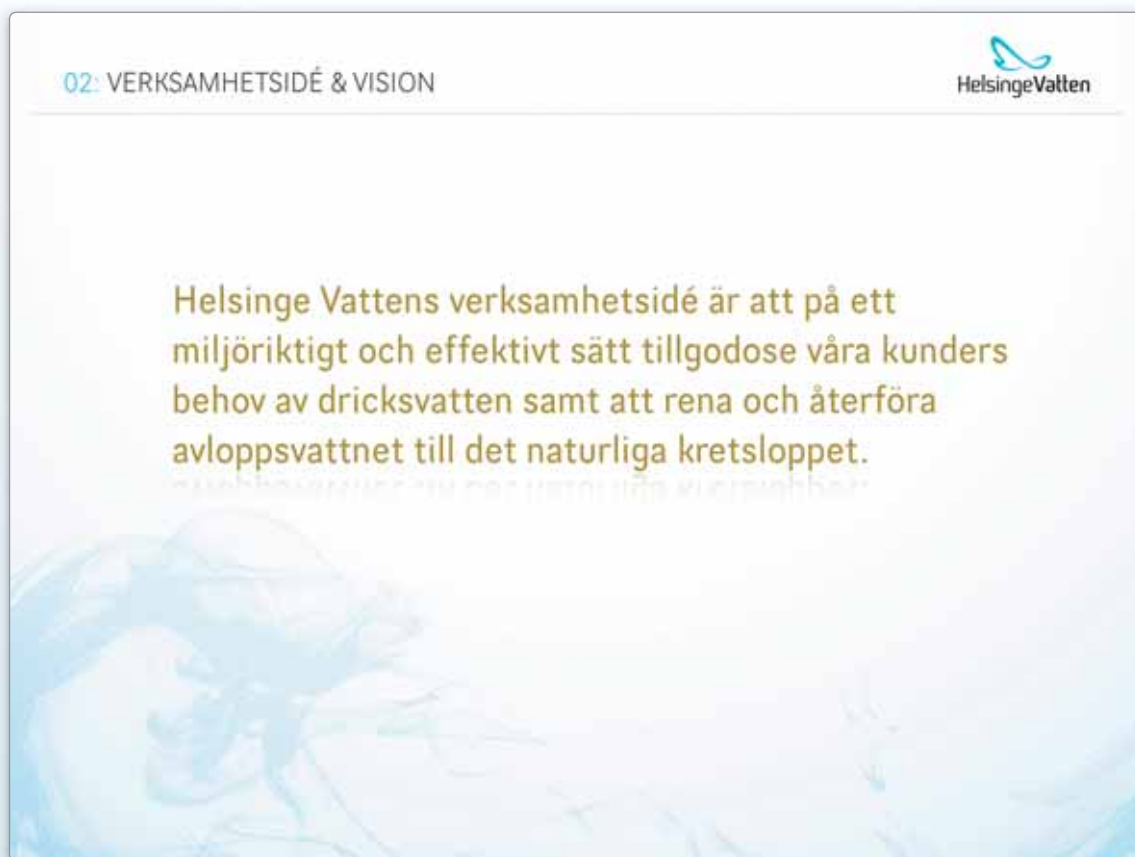 02: VERKSAMHETSIDÉ & VISION
HelsingeVatten
Helsinge Vattens verksamhetsidé är att på ett
miljöriktigt och effektivt sätt tillgodose våra kunders
behov av dricksvatten samt att rena och återföra
avloppsvattnet till det naturliga kretsloppet.